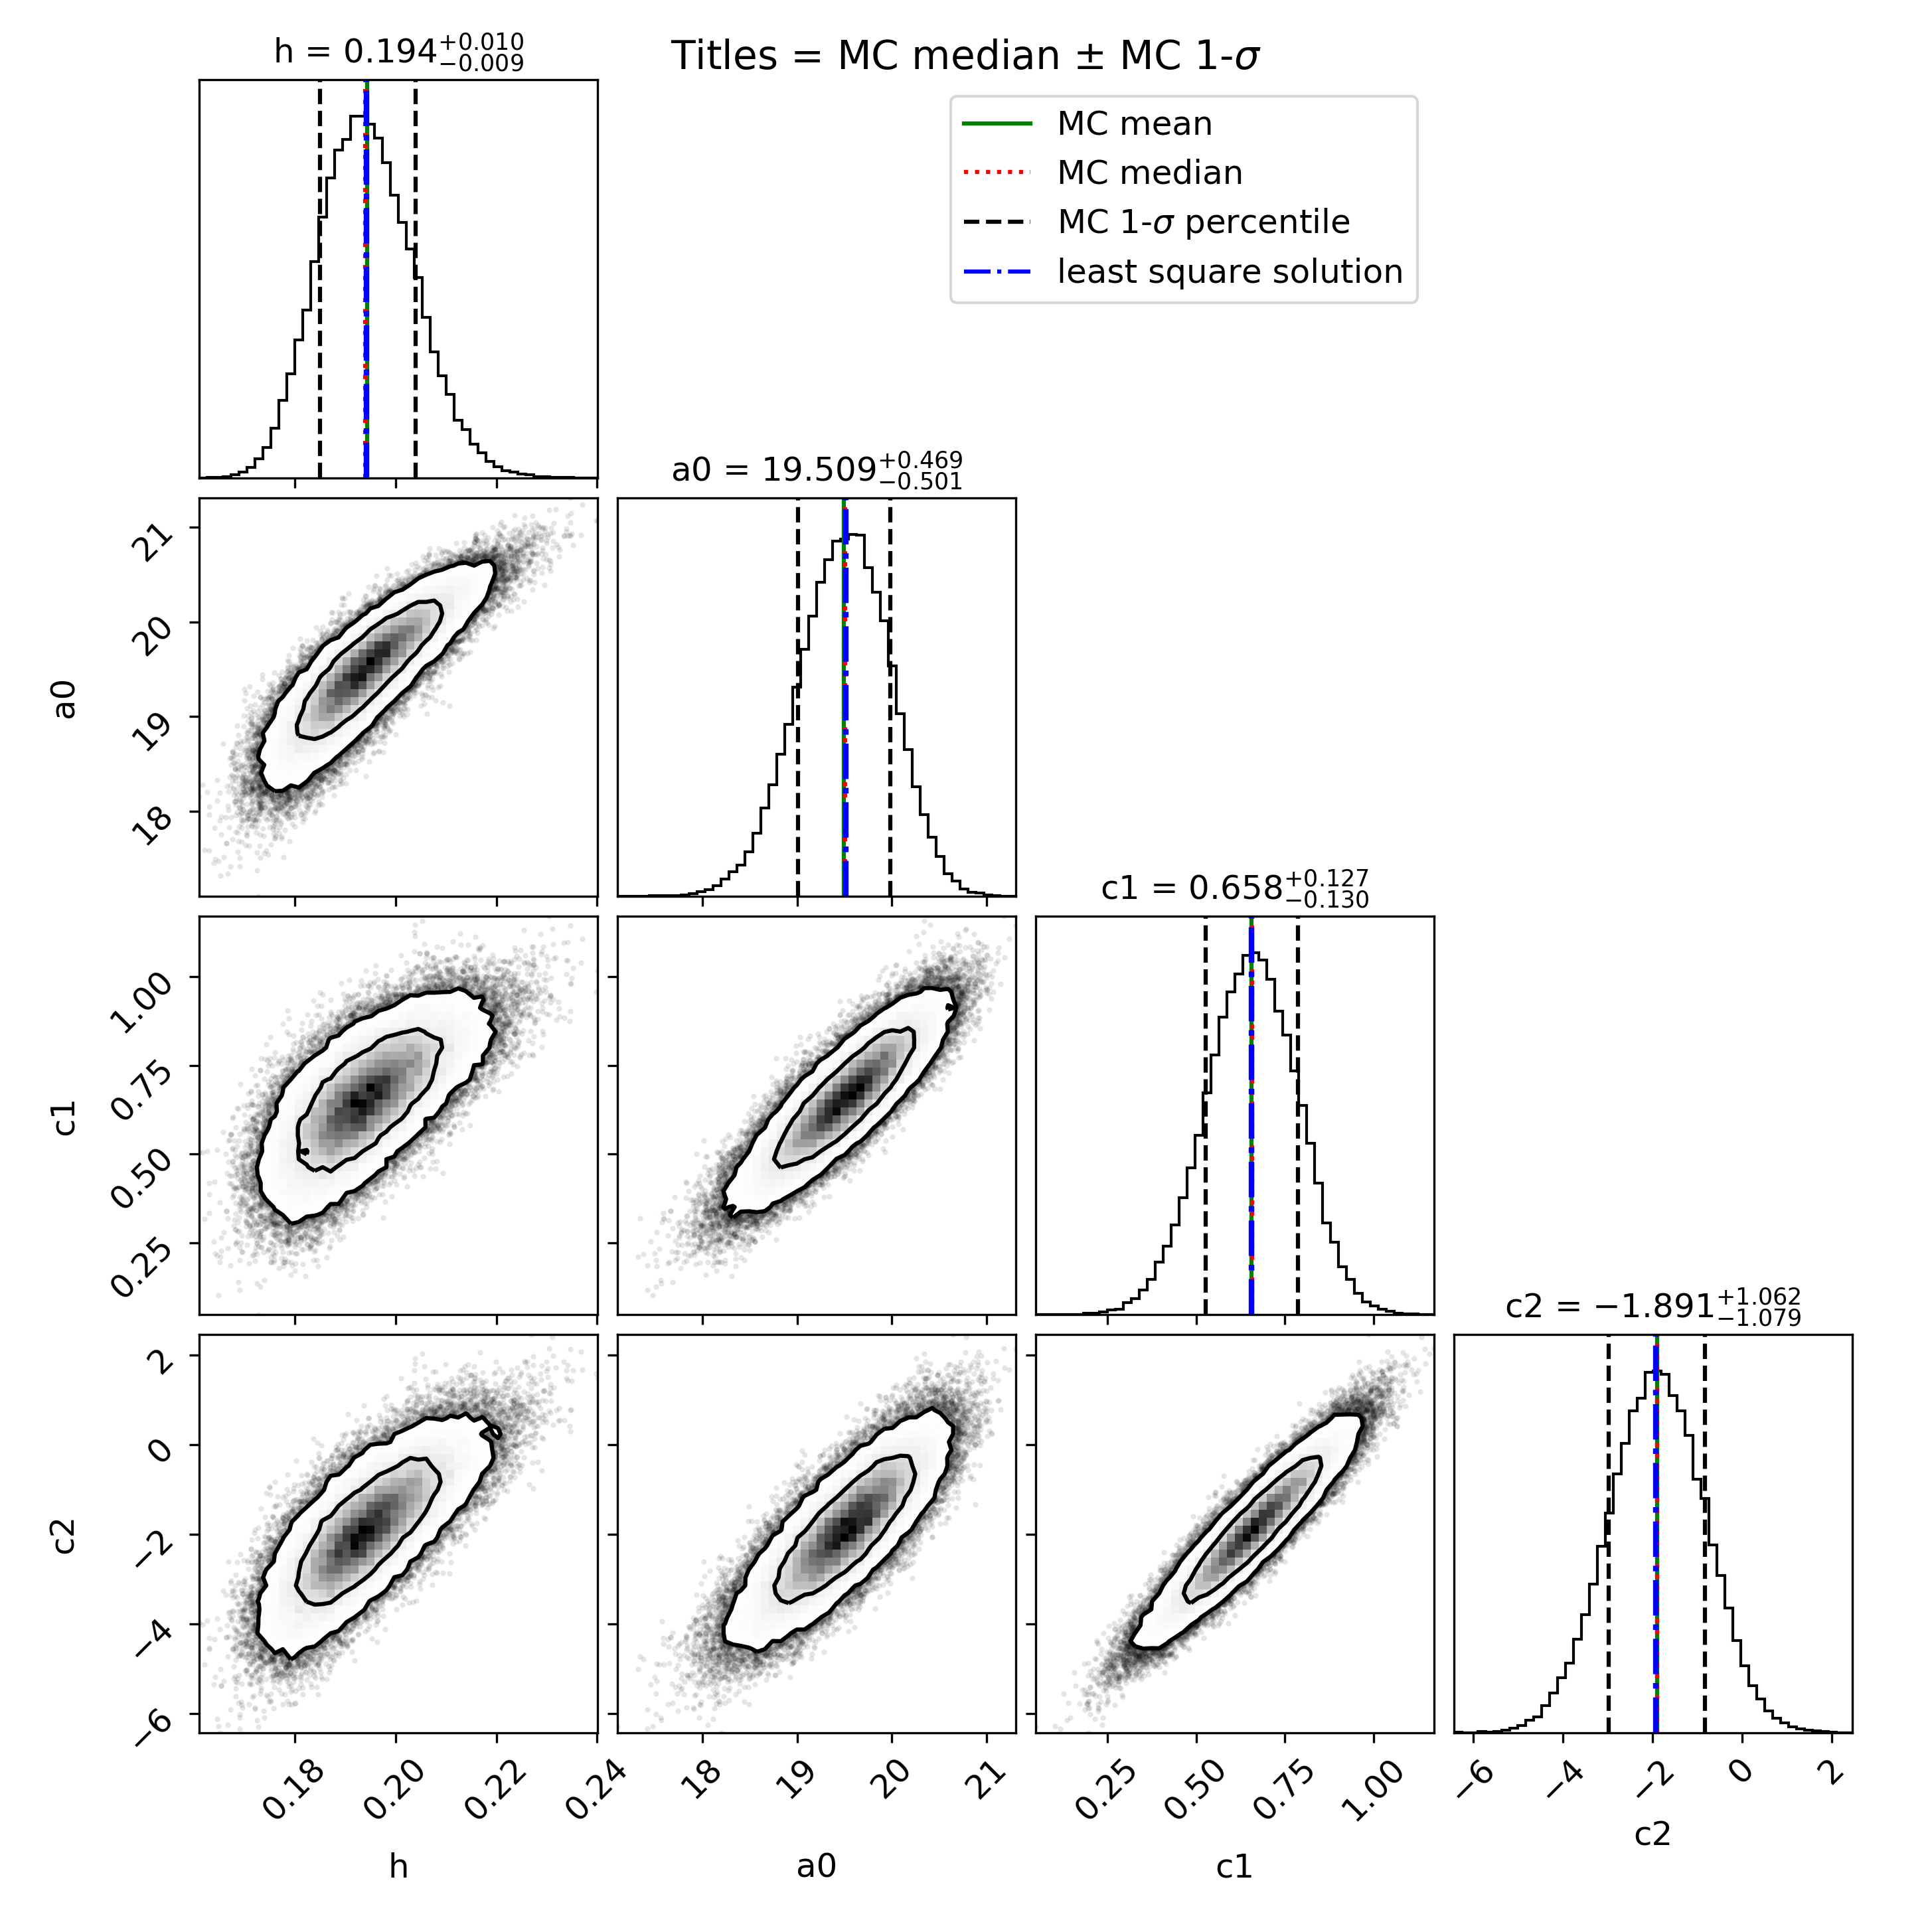 Titles = MC median ± MC 1-σ
h = 0.194+0.010 −0.009
MC mean
MC median
MC 1-σ percentile
least square solution
a0 = 19.509+0.469 −0.501
21
20
19
18
a0
c1 = 0.658+0.127 −0.130
1.00
0.75
0.50
0.25
c1
c2 = −1.891+1.062 −1.079
2
0
−2
−4
−6
c2
0.18 0.20 0.22 0.24
18 19 20 21
0.25 0.50 0.75 1.00
−6 −4 −2 0 2
h a0 c1 c2